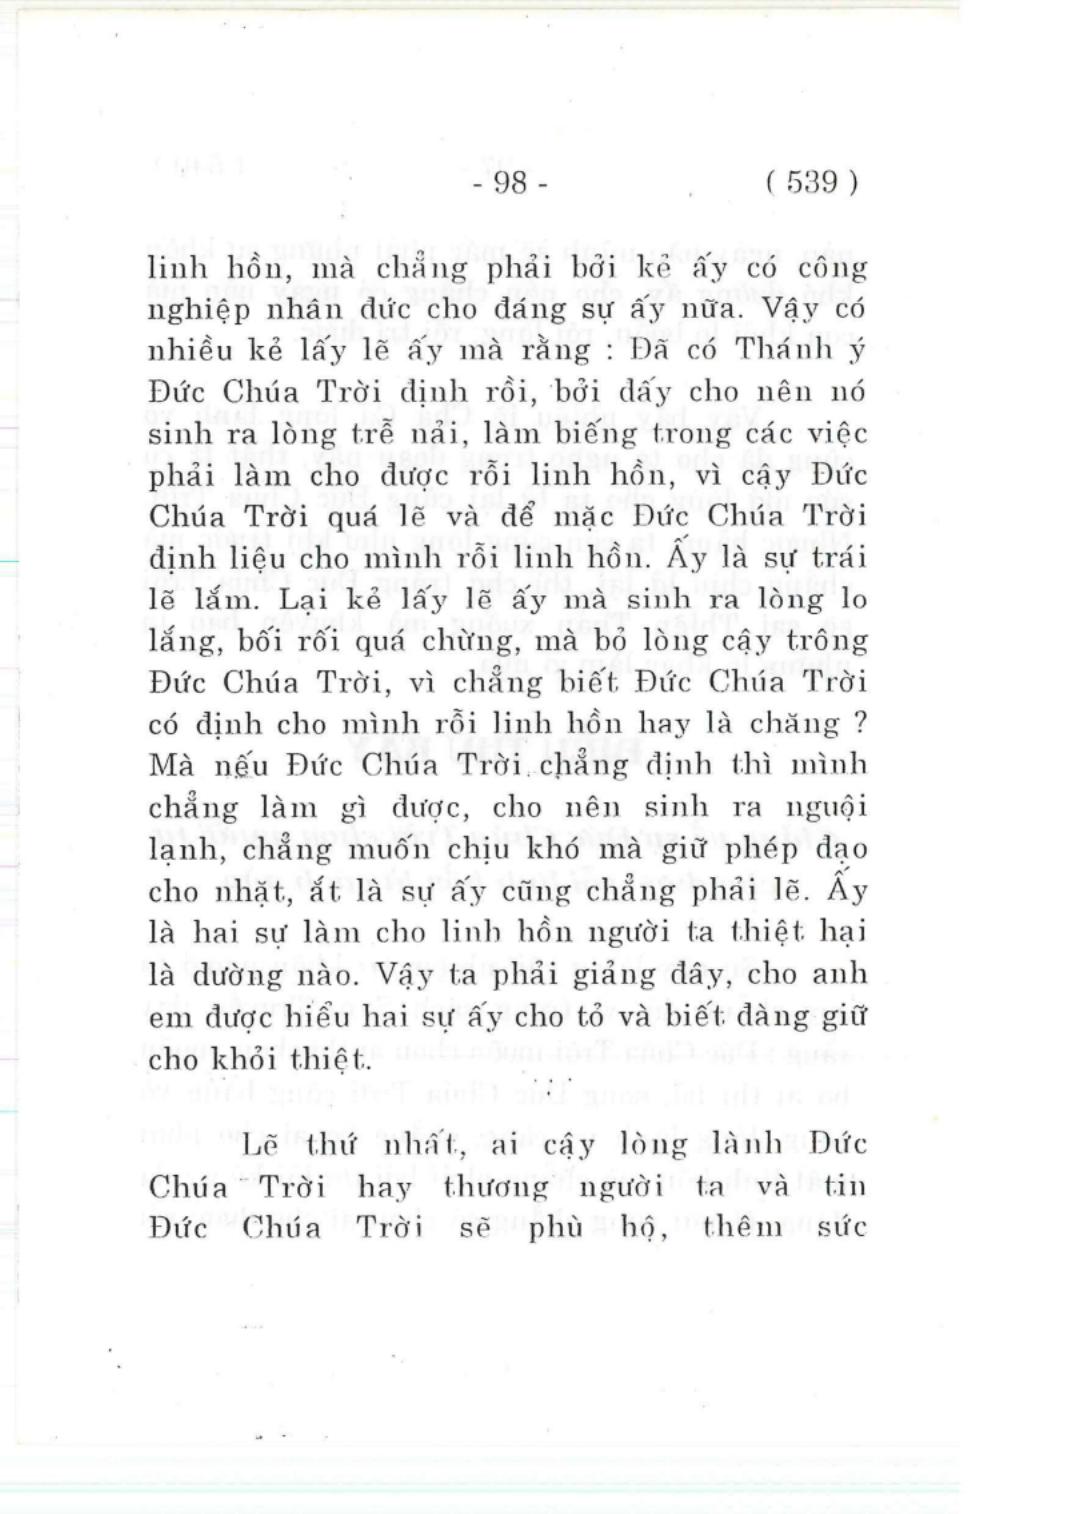 - 98 - ( 539 )
linh hồn, mà chẳng phải bởi kẻ ấy có công
nghiệp nhân đức cho đáng sự ấy nữa. Vậy có
nhiều kẻ lấy lẽ ấy mà rằng : Đã có Thánh ý
Đức Chúa Trời định rồi, bởi đấy cho nên nó
sinh ra lòng trễ nải, làm biếng trong các việc
phải làm cho được rỗi linh hồn, vì cậy Đức
Chúa Trời quá lẽ và để mặc Đức Chúa Trời
định liệu cho mình rỗi linh hồn. Ấy là sự trái
lẽ lắm. Lại kẻ lấy lẽ ấy mà sinh ra lòng lo
lắng, bối rối quá chừng, mà bỏ lòng cậy trông
Đức Chúa Trời, vì chẳng biết Đức Chúa Trời
có định cho mình rỗi linh hồn hay là chăng ?
Mà nếu Đức Chúa Trời chẳng định thì mình
chẳng làm gì được, cho nên sinh ra nguội
lạnh, chẳng muốn chịu khó mà giữ phép đạo
cho nhặt, ắt là sự ấy cũng chẳng phải lẽ. Ấy
là hai sự làm cho linh hồn người ta thiệt hại
là dường nào. Vậy ta phải giảng đây, cho anh
em được hiểu hai sự ấy cho tỏ và biết đàng giữ
cho khỏi thiệt.
Lẽ thứ nhất, ai cậy lòng lành Đức
Chúa Trời hay thương người ta và tin
Đức Chúa Trời sẽ phù hộ, thêm sức